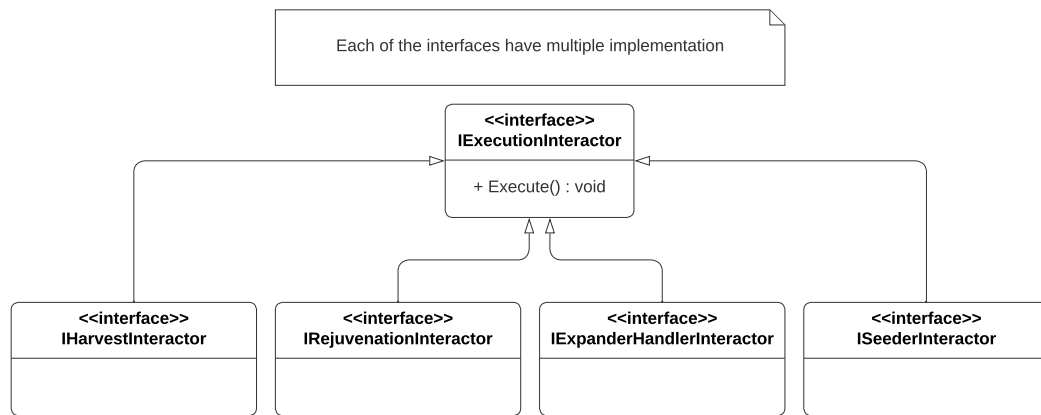 Each of the interfaces have multiple implementation
<<interface>>
IExecutionInteractor
+ Execute() : void
<<interface>>
IHarvestInteractor
<<interface>>
IRejuvenationInteractor
<<interface>>
IExpanderHandlerInteractor
<<interface>>
ISeederInteractor